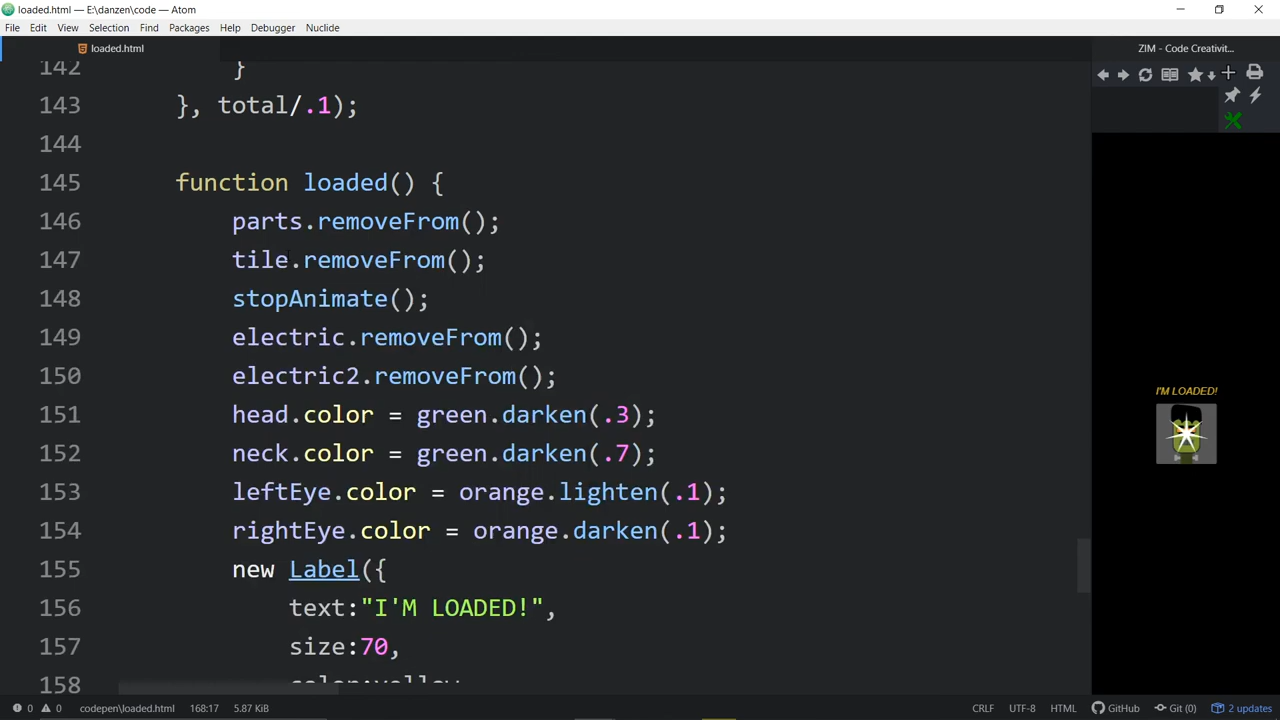 loaded.html — E:\danzen\code — Atom
File Edit View Selection Find Packages Help Debugger Nuclide
loaded.html
ZIM - Code Creativit...
142 }
143 }, total/.1);
144
145 function loaded() {
146 parts.removeFrom();
147 tile.removeFrom();
148 stopAnimate();
149 electric.removeFrom();
150 electric2.removeFrom();
151 head.color = green.darken(.3);
152 neck.color = green.darken(.7);
153 leftEye.color = orange.lighten(.1);
154 rightEye.color = orange.darken(.1);
155 new Label({
156 text:"I'M LOADED!",
157 size:70,
158 color:yellow,
I'M LOADED!
0 0 codepen\loaded.html 168:17 5.87 KiB CRLF UTF-8 HTML GitHub Git (0) 2 updates